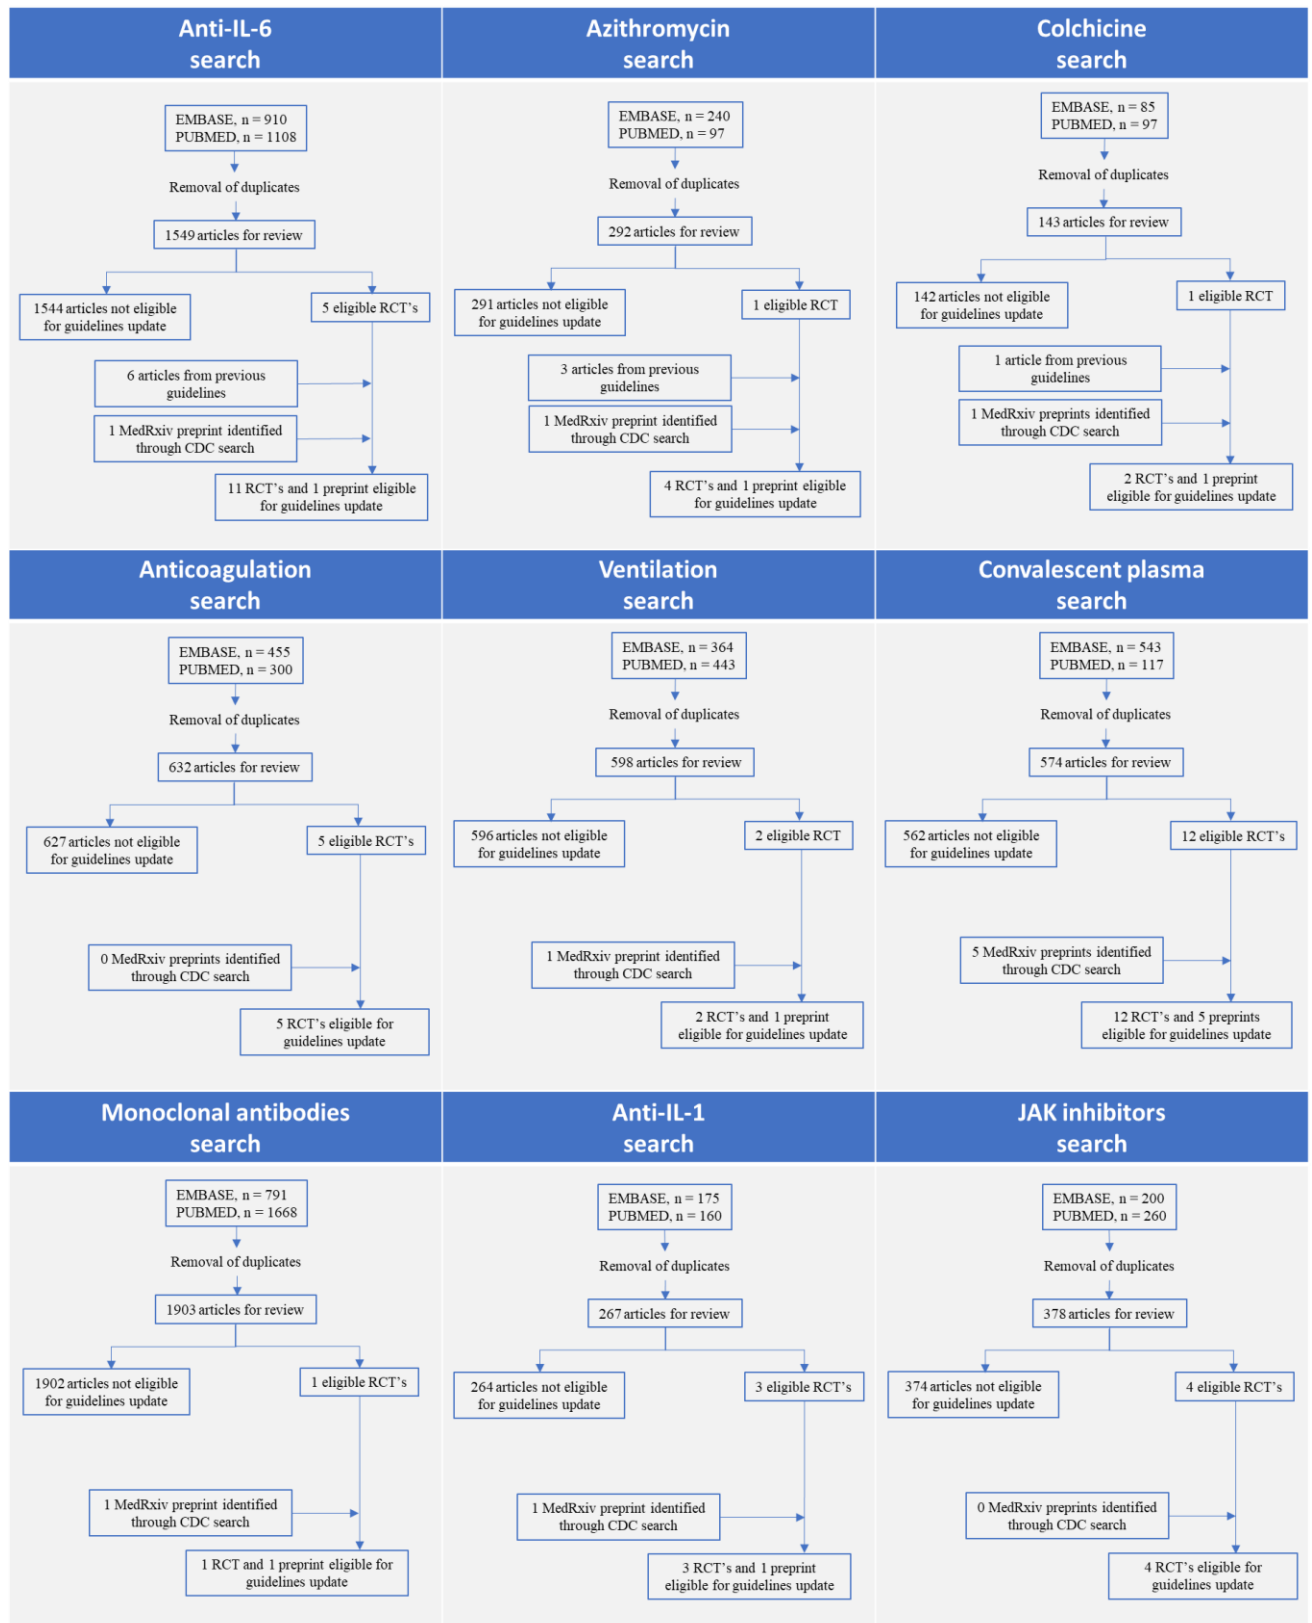 Anti-IL-6
search
EMBASE, n = 910
PUBMED, n = 1108
Removal of duplicates
1549 articles for review
1544 articles not eligible
for guidelines update
5 eligible RCT's
6 articles from previous
guidelines
1 MedRxiv preprint identified
through CDC search
11 RCT's and 1 preprint eligible
for guidelines update
Azithromycin
search
EMBASE, n = 240
PUBMED, n = 97
Removal of duplicates
292 articles for review
291 articles not eligible
for guidelines update
1 eligible RCT
3 articles from previous
guidelines
1 MedRxiv preprint identified
through CDC search
4 RCT's and 1 preprint eligible
for guidelines update
Colchicine
search
EMBASE, n = 85
PUBMED, n = 97
Removal of duplicates
143 articles for review
142 articles not eligible
for guidelines update
1 eligible RCT
1 article from previous
guidelines
1 MedRxiv preprints identified
through CDC search
2 RCT's and 1 preprint
eligible for guidelines update
Anticoagulation
search
EMBASE, n = 455
PUBMED, n = 300
Removal of duplicates
632 articles for review
627 articles not eligible
for guidelines update
5 eligible RCT's
0 MedRxiv preprints identified
through CDC search
5 RCT's eligible for
guidelines update
Ventilation
search
EMBASE, n = 364
PUBMED, n = 443
Removal of duplicates
598 articles for review
596 articles not eligible
for guidelines update
2 eligible RCT
1 MedRxiv preprint identified
through CDC search
2 RCT's and 1 preprint
eligible for guidelines update
Convalescent plasma
search
EMBASE, n = 543
PUBMED, n = 117
Removal of duplicates
574 articles for review
562 articles not eligible
for guidelines update
12 eligible RCT's
5 MedRxiv preprints identified
through CDC search
12 RCT's and 5 preprints
eligible for guidelines update
Monoclonal antibodies
search
EMBASE, n = 791
PUBMED, n = 1668
Removal of duplicates
1903 articles for review
1902 articles not eligible
for guidelines update
1 eligible RCT's
1 MedRxiv preprint identified
through CDC search
1 RCT and 1 preprint eligible for
guidelines update
Anti-IL-1
search
EMBASE, n = 175
PUBMED, n = 160
Removal of duplicates
267 articles for review
264 articles not eligible
for guidelines update
3 eligible RCT's
1 MedRxiv preprint identified
through CDC search
3 RCT's and 1 preprint
eligible for guidelines update
JAK inhibitors
search
EMBASE, n = 200
PUBMED, n = 260
Removal of duplicates
378 articles for review
374 articles not eligible
for guidelines update
4 eligible RCT's
0 MedRxiv preprints identified
through CDC search
4 RCT's eligible for
guidelines update